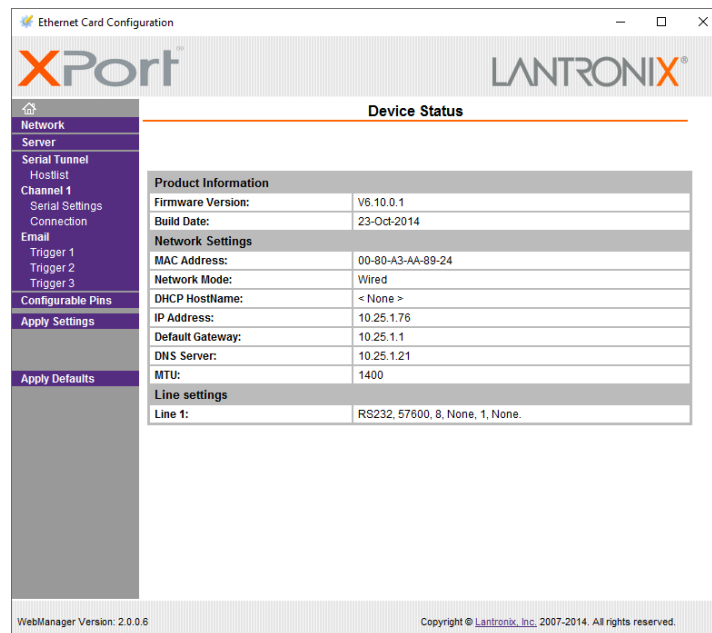 Ethernet Card Configuration
XPort®
LANTRONIX®
Device Status
Network
Server
Serial Tunnel
Hostlist
Channel 1
Serial Settings
Connection
Email
Trigger 1
Trigger 2
Trigger 3
Configurable Pins
Apply Settings
Apply Defaults
Product Information
Firmware Version: V6.10.0.1
Build Date: 23-Oct-2014
Network Settings
MAC Address: 00-80-A3-AA-89-24
Network Mode: Wired
DHCP HostName: < None >
IP Address: 10.25.1.76
Default Gateway: 10.25.1.1
DNS Server: 10.25.1.21
MTU: 1400
Line settings
Line 1: RS232, 57600, 8, None, 1, None.
WebManager Version: 2.0.0.6
Copyright © Lantronix, Inc. 2007-2014. All rights reserved.